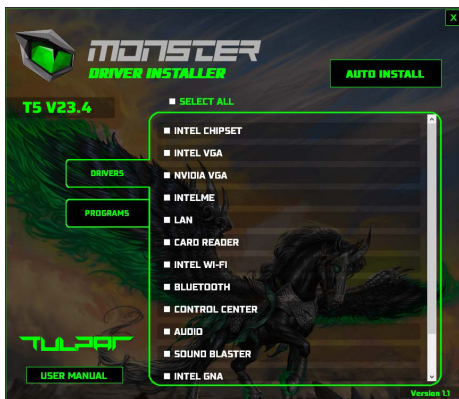 X
MONSTER
DRIVER INSTALLER
AUTO INSTALL
T5 V23.4
SELECT ALL
INTEL CHIPSET
INTEL VGA
NVIDIA VGA
INTELME
LAN
CARD READER
INTEL WI-FI
BLUETOOTH
CONTROL CENTER
AUDIO
SOUND BLASTER
INTEL GNA
DRIVERS
PROGRAMS
TULPAR
USER MANUAL
Version 1.1